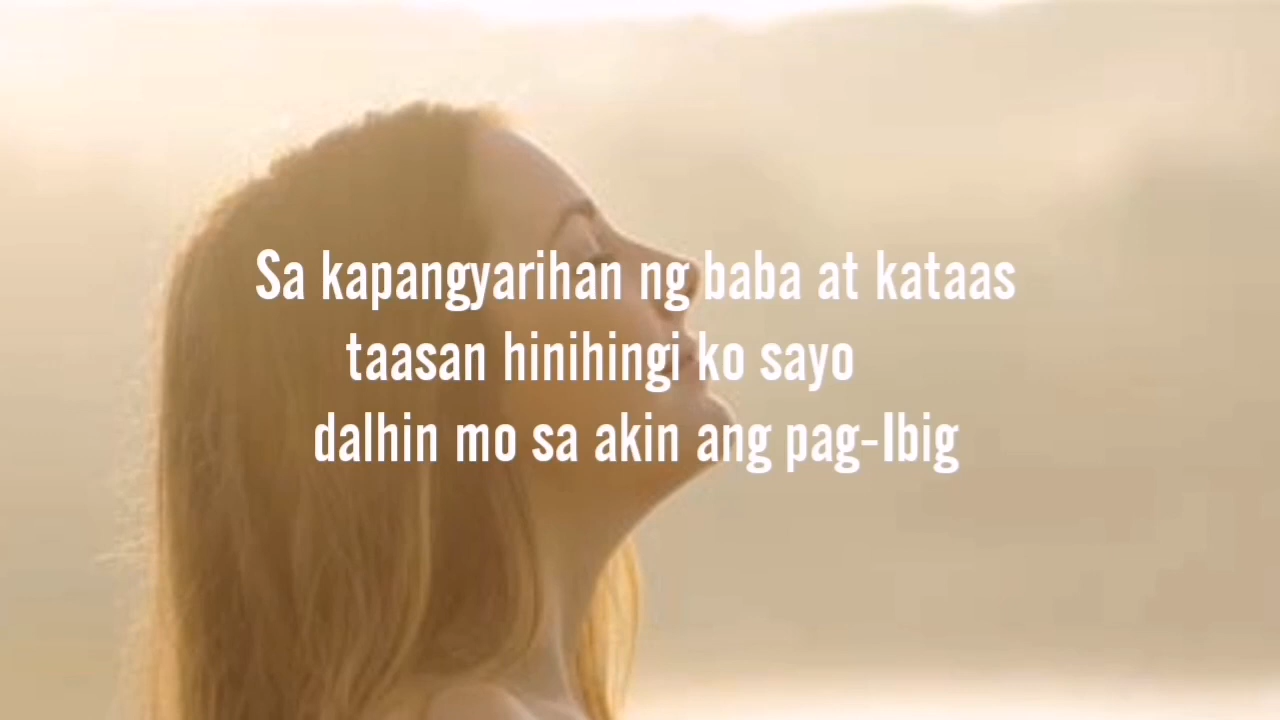 Sa kapangyarihan ng baba at kataas
taasan hinihingi ko sayo
dalhin mo sa akin ang pag-Ibig